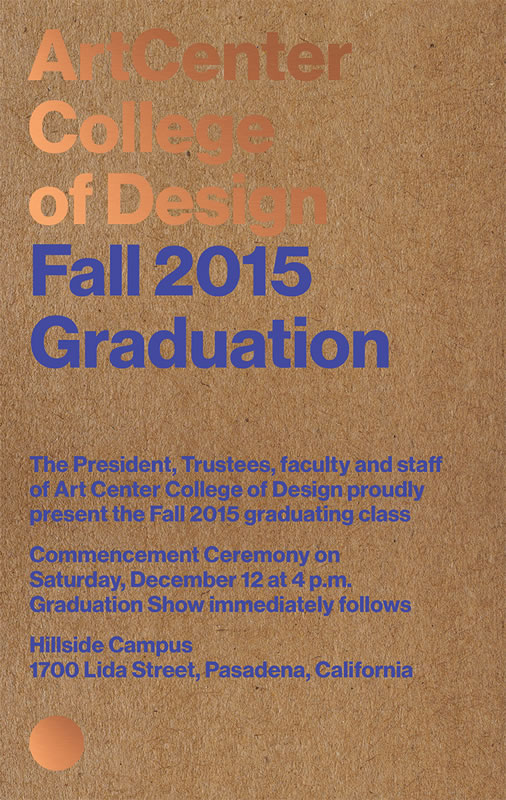 ArtCenter
College
of Design
Fall 2015
Graduation
The President, Trustees, faculty and staff
of Art Center College of Design proudly
present the Fall 2015 graduating class
Commencement Ceremony on
Saturday, December 12 at 4 p.m.
Graduation Show immediately follows
Hillside Campus
1700 Lida Street, Pasadena, California